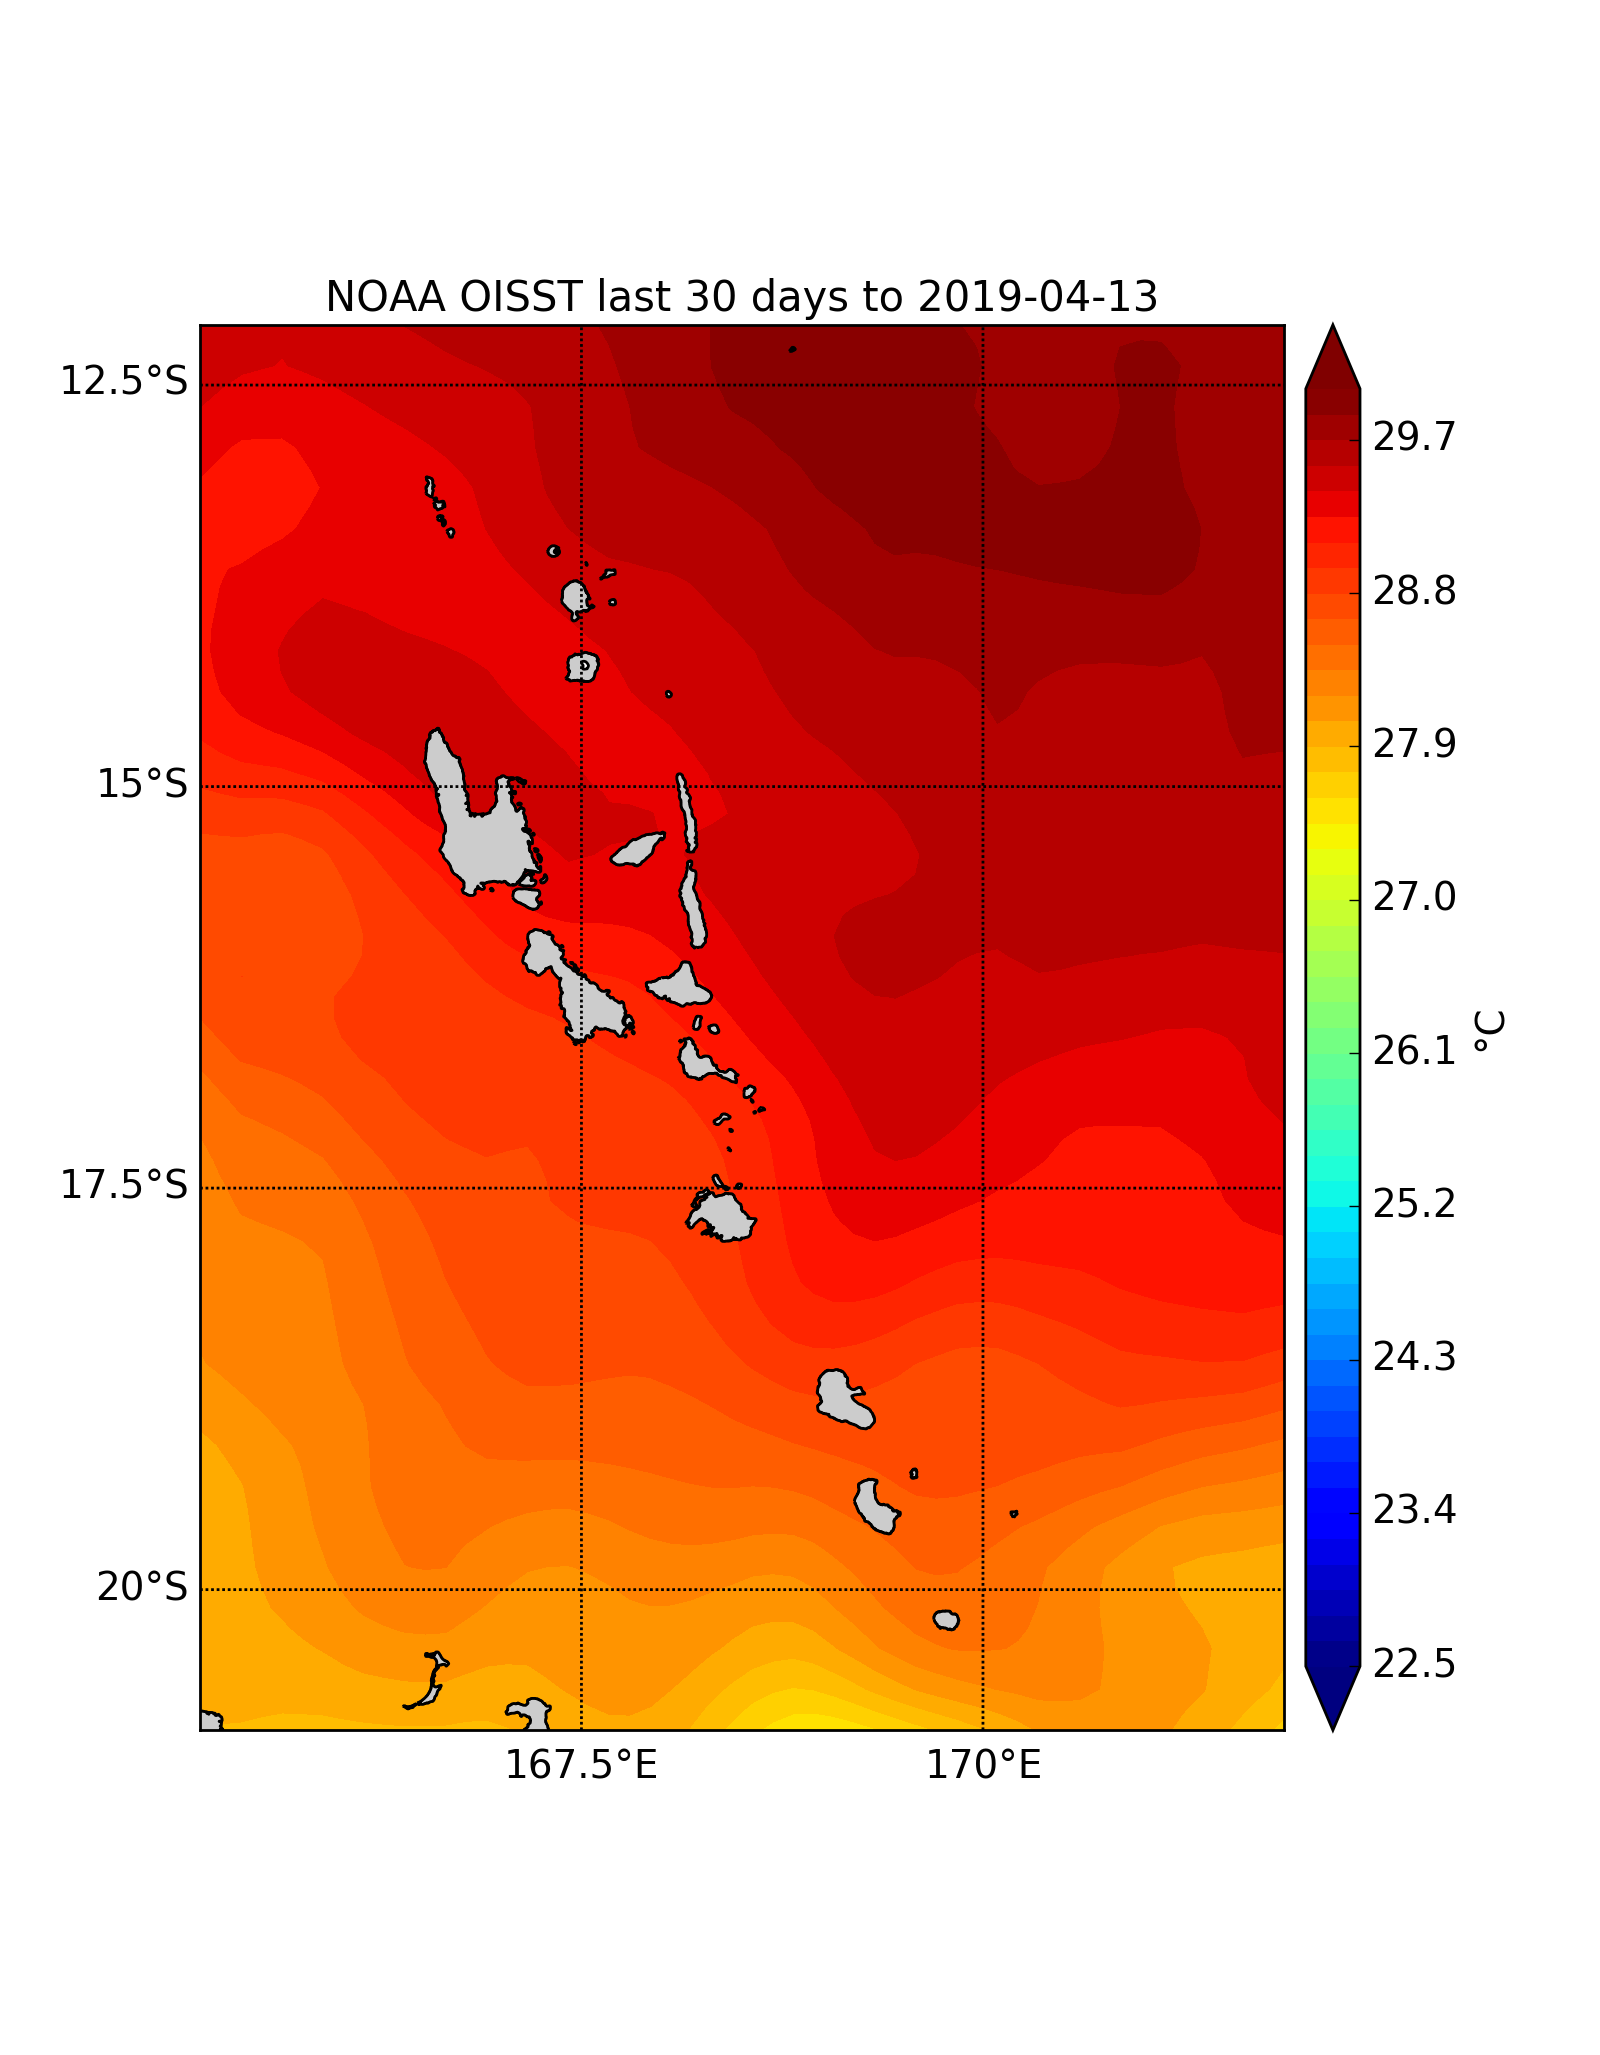 NOAA OISST last 30 days to 2019-04-13
12.5°S
15°S
17.5°S
20°S
167.5°E
170°E
29.7
28.8
27.9
27.0
26.1
25.2
24.3
23.4
22.5
°C